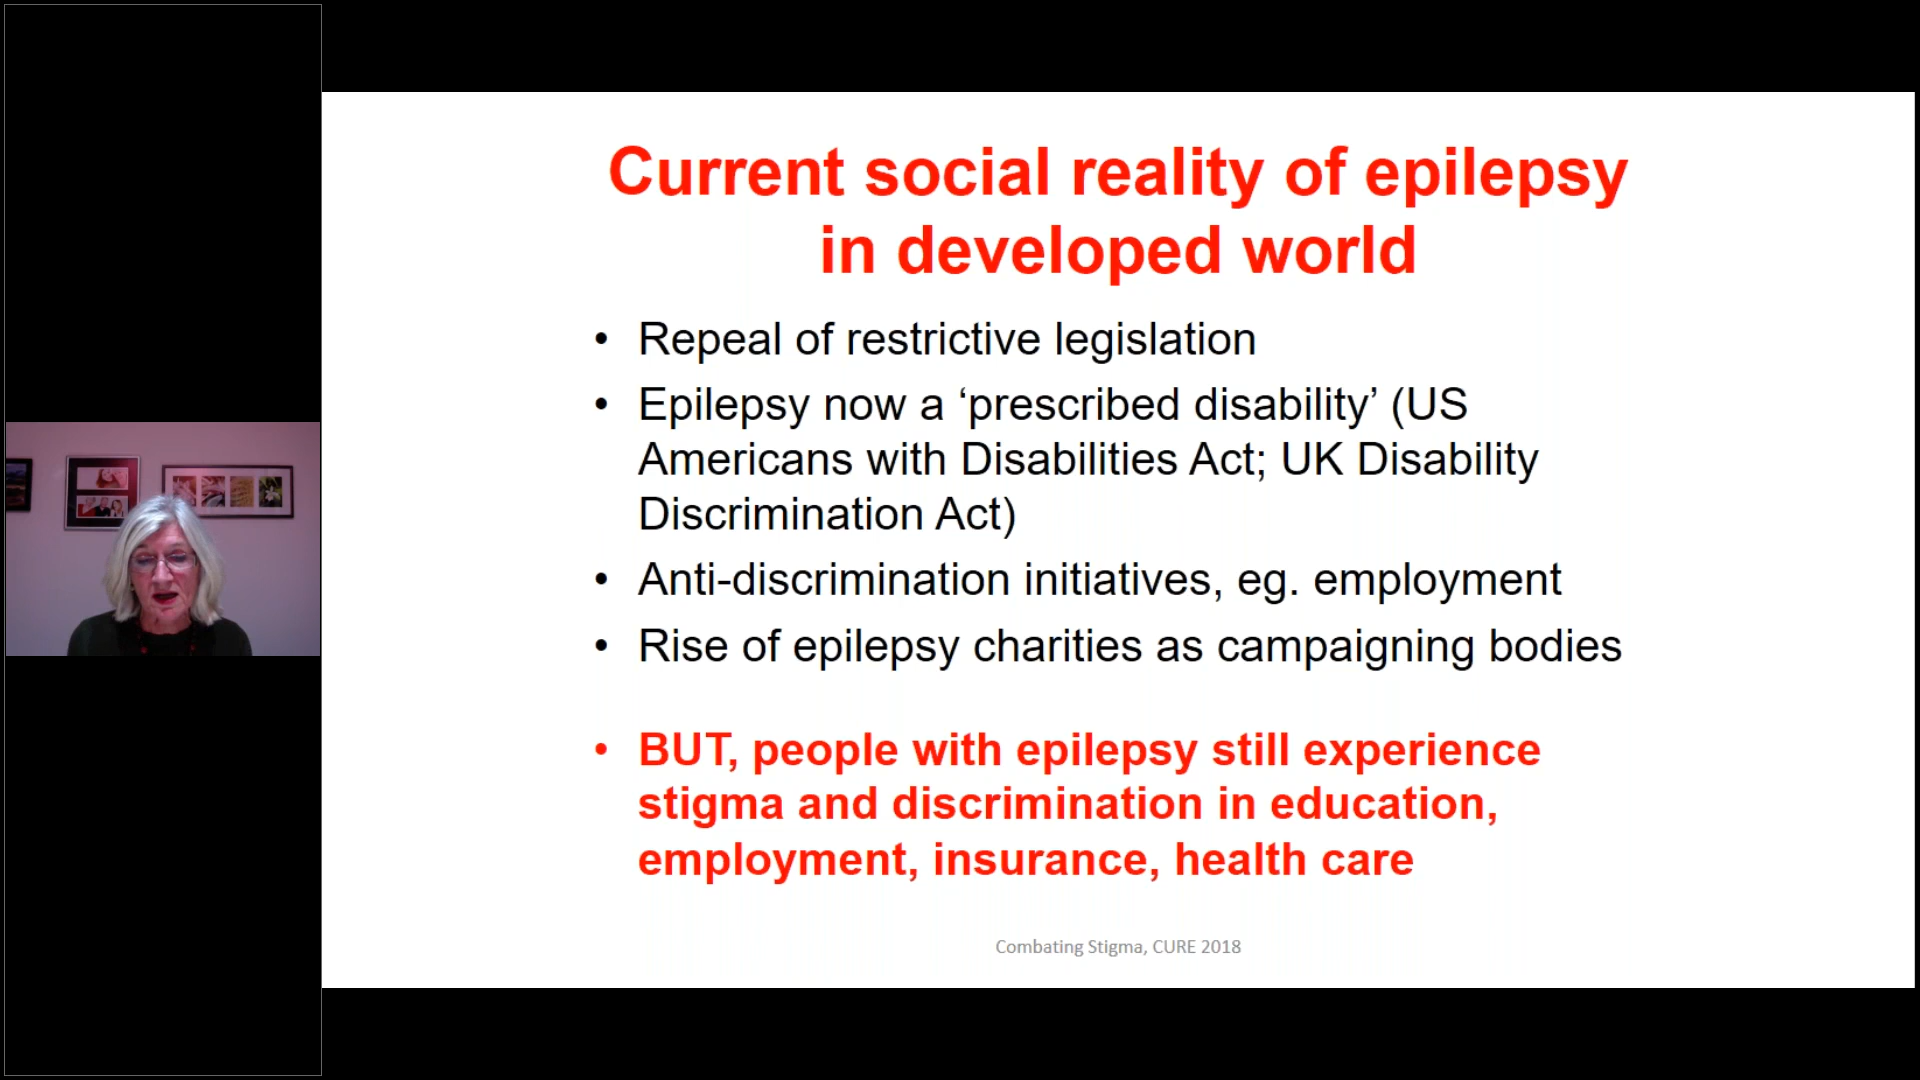 Current social reality of epilepsy
in developed world
• Repeal of restrictive legislation
• Epilepsy now a ‘prescribed disability’ (US
Americans with Disabilities Act; UK Disability
Discrimination Act)
• Anti-discrimination initiatives, eg. employment
• Rise of epilepsy charities as campaigning bodies
• BUT, people with epilepsy still experience
stigma and discrimination in education,
employment, insurance, health care
Combating Stigma, CURE 2018